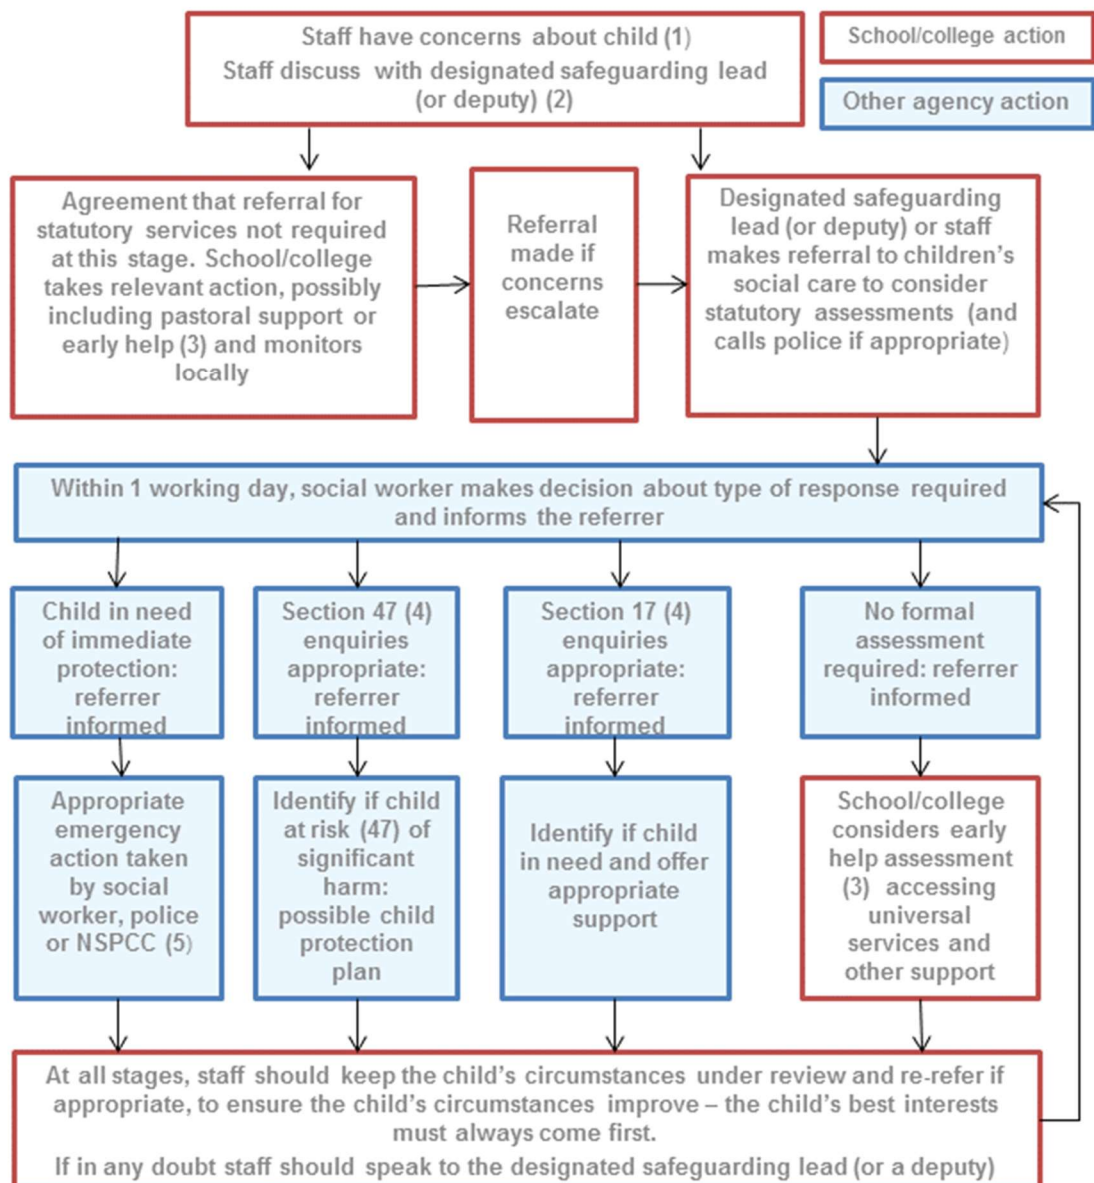 Staff have concerns about child (1)
Staff discuss with designated safeguarding lead
(or deputy) (2)
School/college action
Other agency action
Agreement that referral for
statutory services not required
at this stage. School/college
takes relevant action, possibly
including pastoral support or
early help (3) and monitors
locally
Referral
made if
concerns
escalate
Designated safeguarding
lead (or deputy) or staff
makes referral to children's
social care to consider
statutory assessments (and
calls police if appropriate)
Within 1 working day, social worker makes decision about type of response required
and informs the referrer
Child in need
of immediate
protection:
referrer
informed
Section 47 (4)
enquiries
appropriate:
referrer
informed
Section 17 (4)
enquiries
appropriate:
referrer
informed
No formal
assessment
required: referrer
informed
Appropriate
emergency
action taken
by social
worker, police
or NSPCC (5)
Identify if child
at risk (47) of
significant
harm:
possible child
protection
plan
Identify if child
in need and offer
appropriate
support
School/college
considers early
help assessment
(3) accessing
universal
services and
other support
At all stages, staff should keep the child's circumstances under review and re-refer if
appropriate, to ensure the child's circumstances improve – the child's best interests
must always come first.
If in any doubt staff should speak to the designated safeguarding lead (or a deputy)